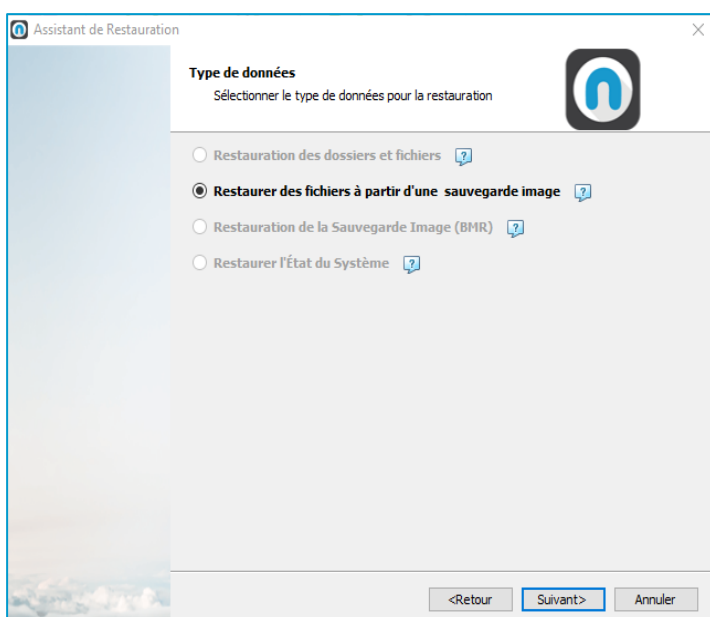 Assistant de Restauration
Type de données
Sélectionner le type de données pour la restauration
Restauration des dossiers et fichiers
Restaurer des fichiers à partir d'une sauvegarde image
Restauration de la Sauvegarde Image (BMR)
Restaurer l'État du Système
<Retour Suivant> Annuler